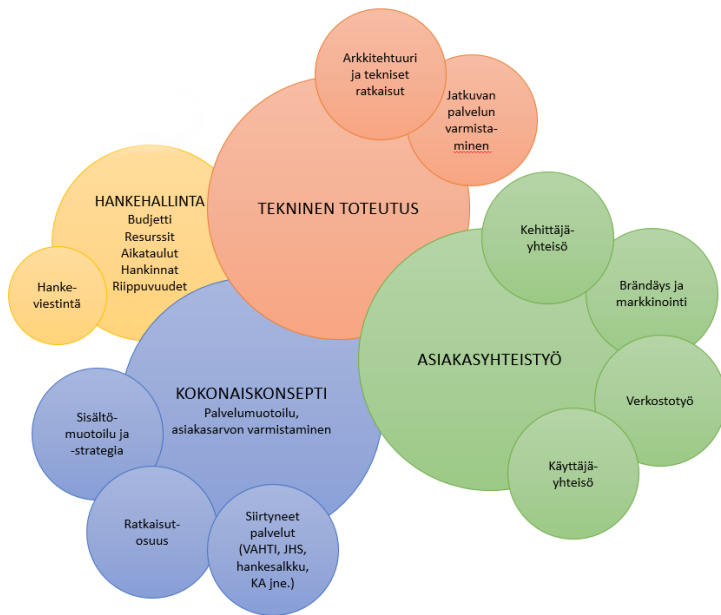 Arkkitehtuuri
ja tekniset
ratkaisut
Jatkuvan
palvelun
varmista-
minen
HANKEHALLINTA
Budjetti
Resurssit
Aikataulut
Hankinnat
Riippuvuudet
TEKNINEN TOTEUTUS
Kehittäjä-
yhteisö
Hanke-
viestintä
Brändäys ja
markkinointi
ASIAKASYHTEISTYÖ
KOKONAISKONSEPTI
Palvelumuotoilu,
asiakasarvon varmistaminen
Verkostotyö
Sisältö-
muotoilu ja
-strategia
Käyttäjä-
yhteisö
Ratkaisut-
osuus
Siirtyneet
palvelut
(VAHTI, JHS,
hankesalkku,
KA jne.)